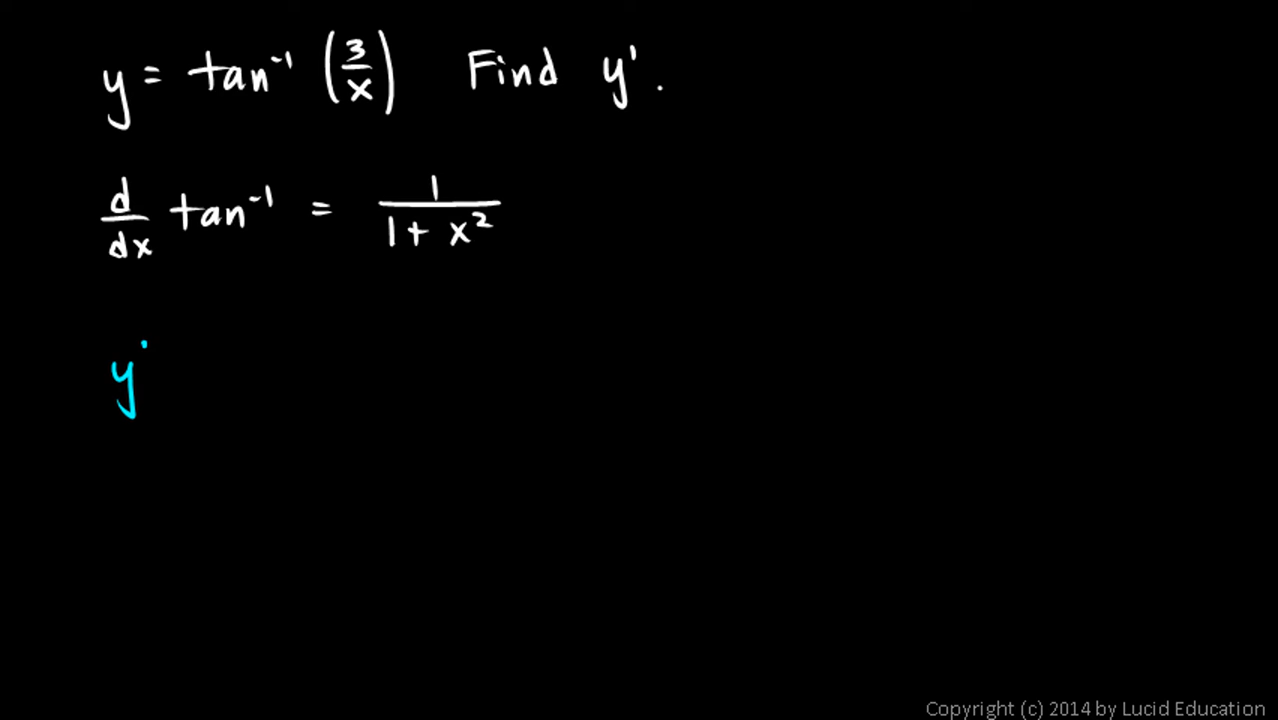 y = tan⁻¹ (3/x) Find y'.
d/dx tan⁻¹ = 1/(1 + x²)
y'
Copyright (c) 2014 by Lucid Education